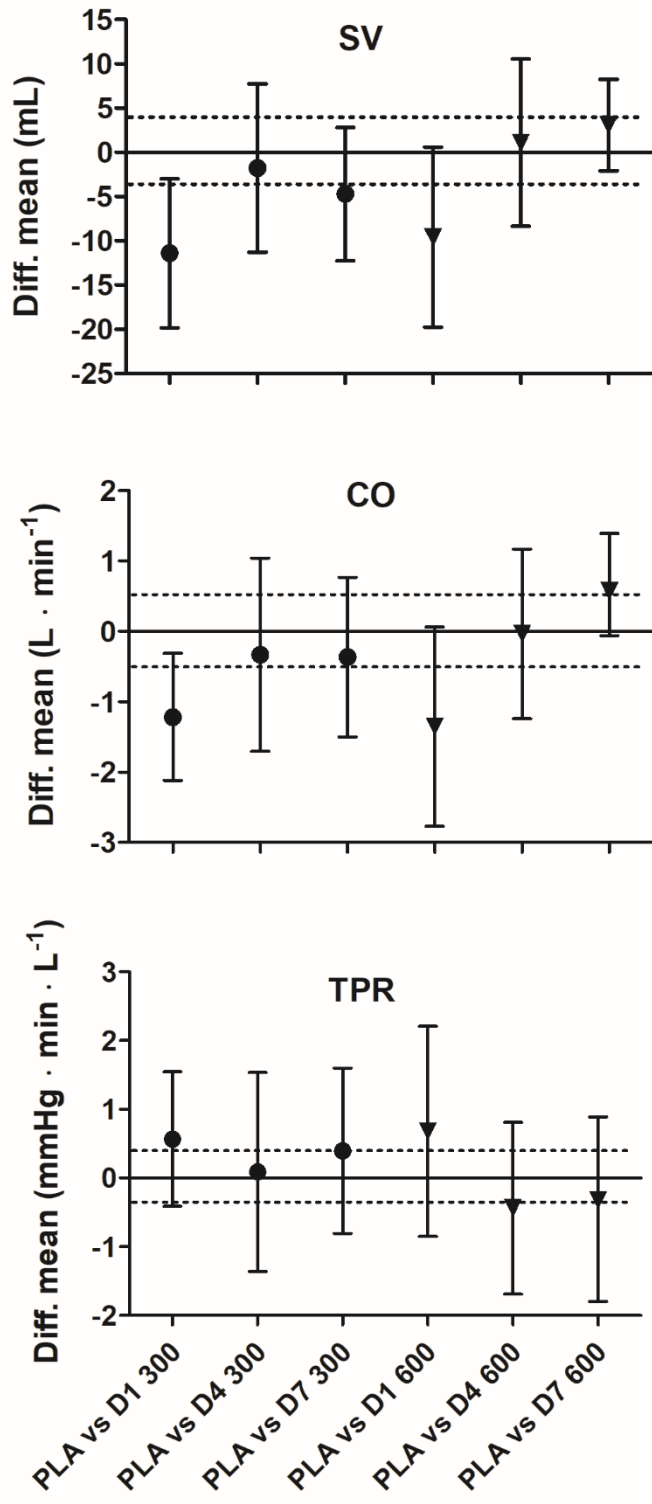 SV
Diff. mean (mL)
15
10
5
0
-5
-10
-15
-20
-25
CO
Diff. mean (L · min⁻¹)
2
1
0
-1
-2
-3
TPR
Diff. mean (mmHg · min · L⁻¹)
3
2
1
0
-1
-2
PLA vs D1 300
PLA vs D4 300
PLA vs D7 300
PLA vs D1 600
PLA vs D4 600
PLA vs D7 600